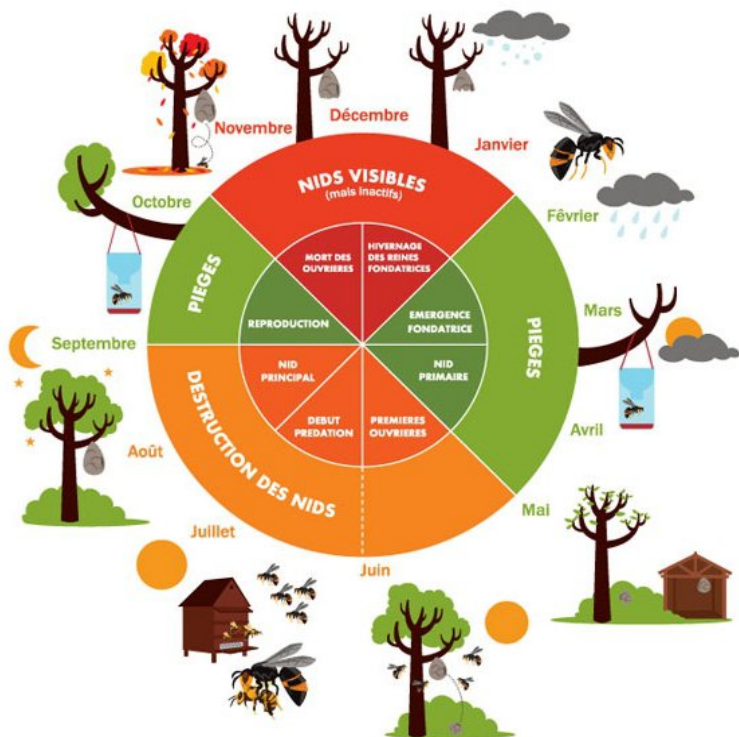 Décembre
Novembre
Janvier
NIDS VISIBLES
(mais inactifs)
Octobre
Fêvrier
PIEGES
MORT DES
OUVRIERES
HIVERNAGE
DES REINES
FONDATRICES
REPRODUCTION
EMERGENCE
FONDATRICE
Mars
PIEGES
Septembre
NID
PRINCIPAL
NID
PRIMAIRE
DEBUT
PREDATION
PREMIERES
OUVRIERES
Avril
Août
DESTRUCTION DES NIDS
Mai
Juillet
Juin